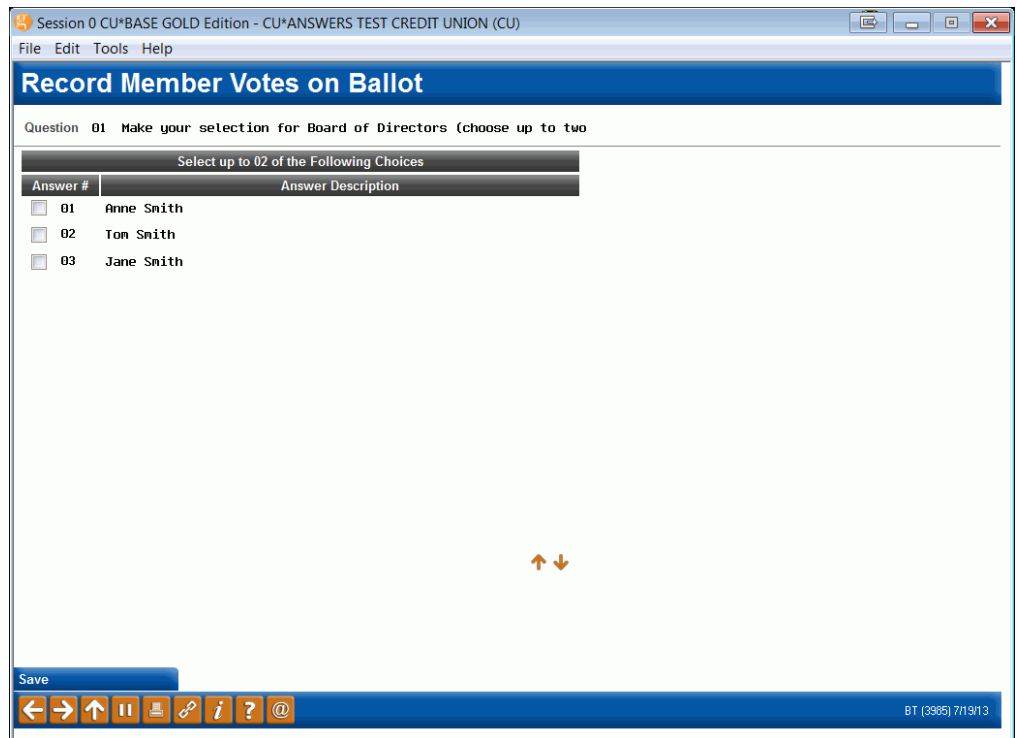 Session 0 CU*BASE GOLD Edition - CU*ANSWERS TEST CREDIT UNION (CU)
File Edit Tools Help
Record Member Votes on Ballot
Question 01 Make your selection for Board of Directors (choose up to two
Select up to 02 of the Following Choices
Answer # Answer Description
01 Anne Smith
02 Tom Smith
03 Jane Smith
Save
i ? @ BT (3985) 7/19/13